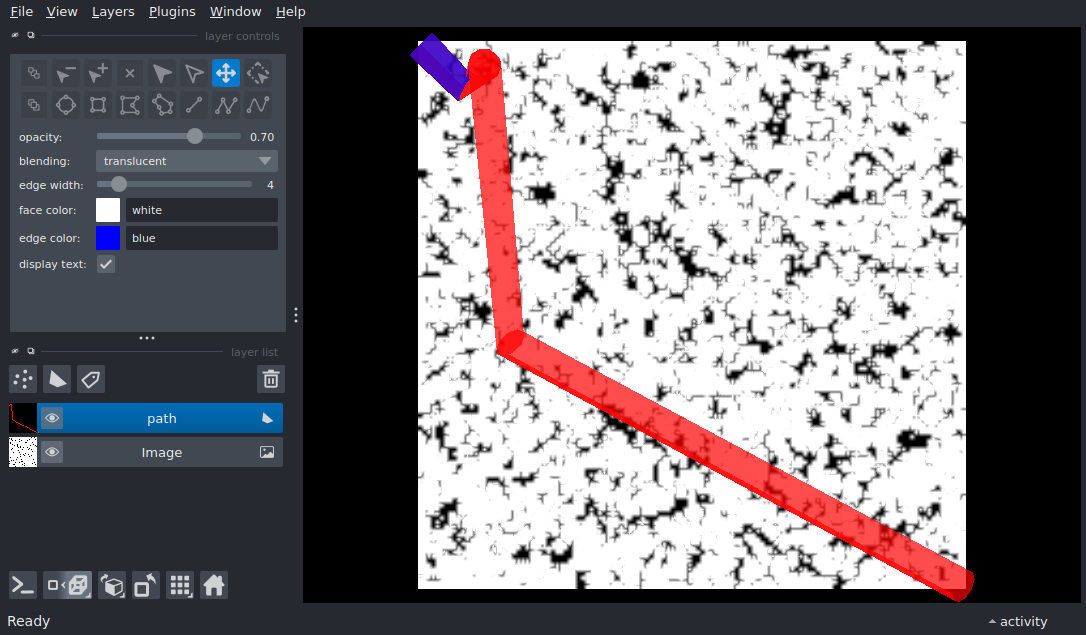 File View Layers Plugins Window Help
layer controls
opacity: 0.70
blending: translucent
edge width: 4
face color: white
edge color: blue
display text:
layer list
path
Image
Ready
activity